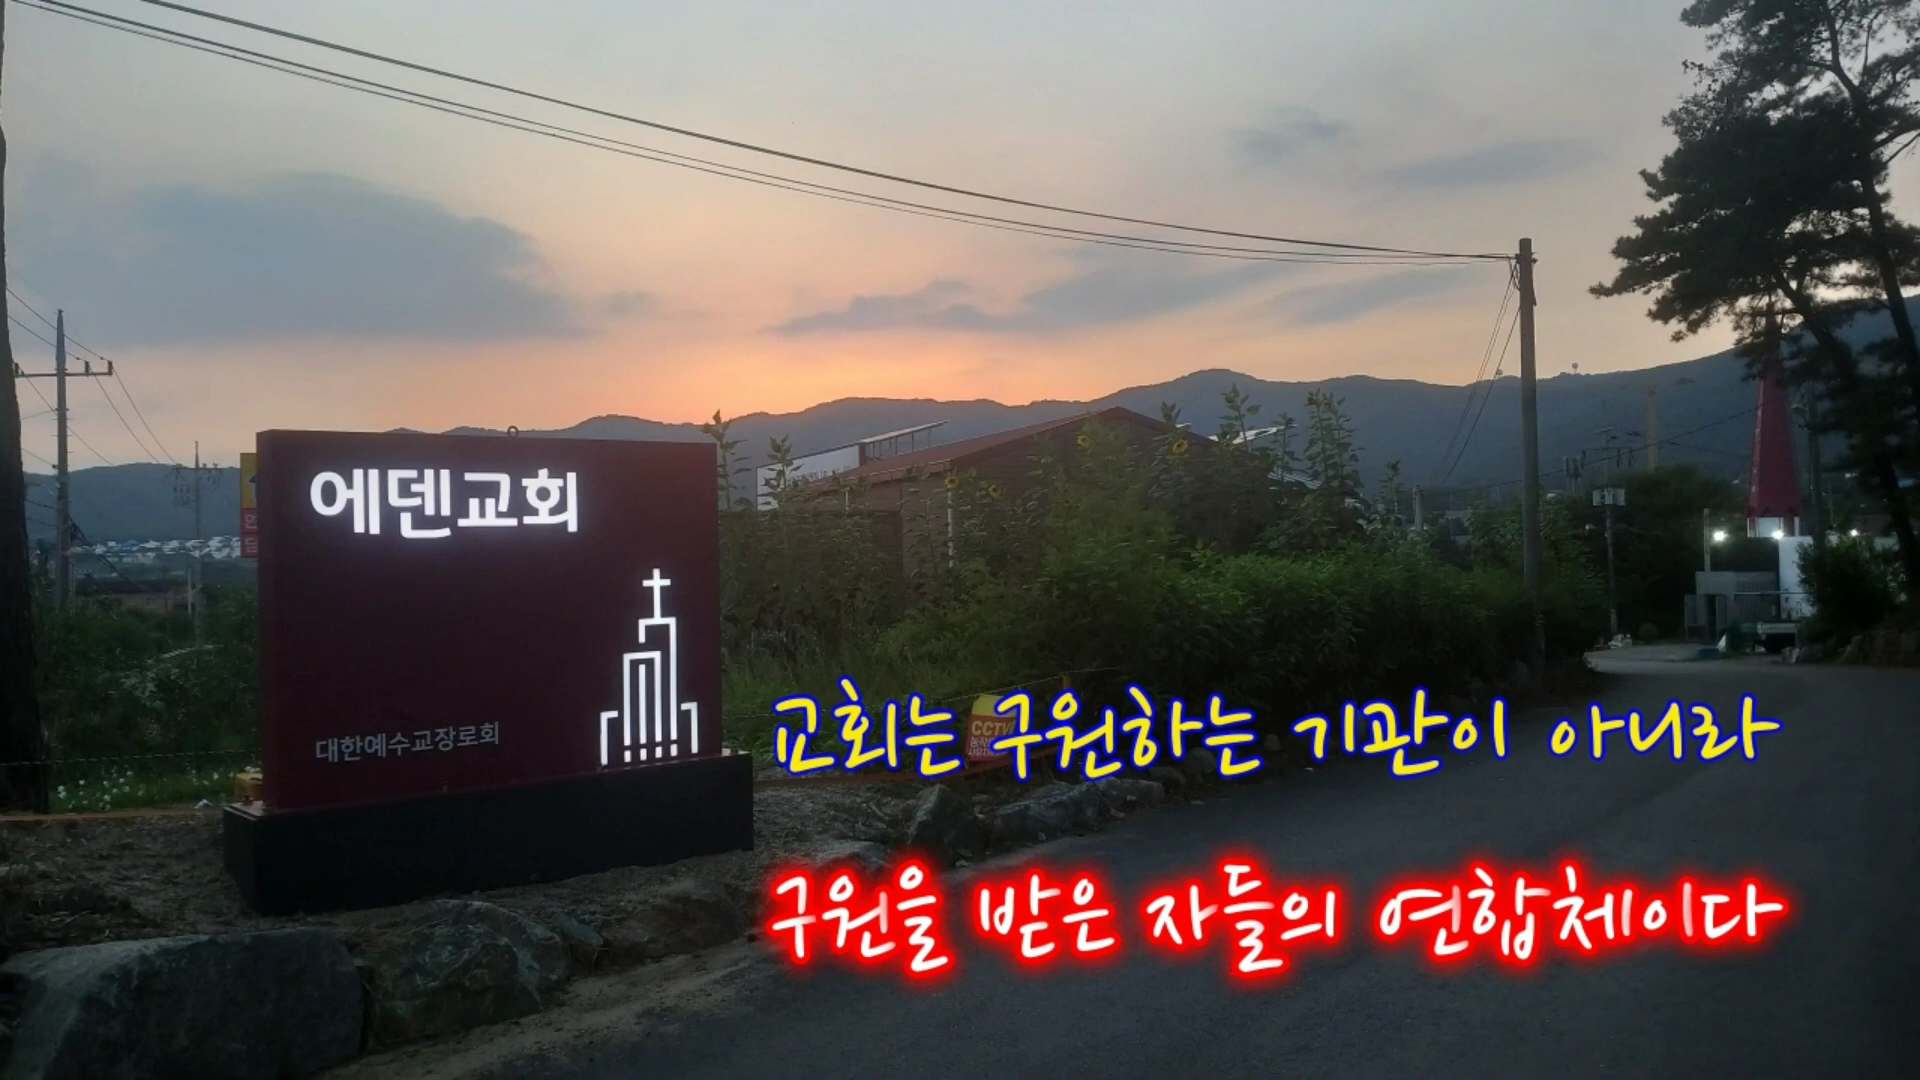 에덴교회
대한예수교장로회
CCTV
교회는 구원하는 기관이 아니라
구원을 받은 자들의 연합체이다